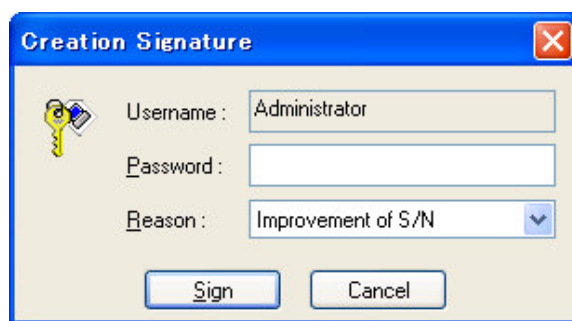 Creation Signature
Username : Administrator
Password :
Reason : Improvement of S/N
Sign Cancel